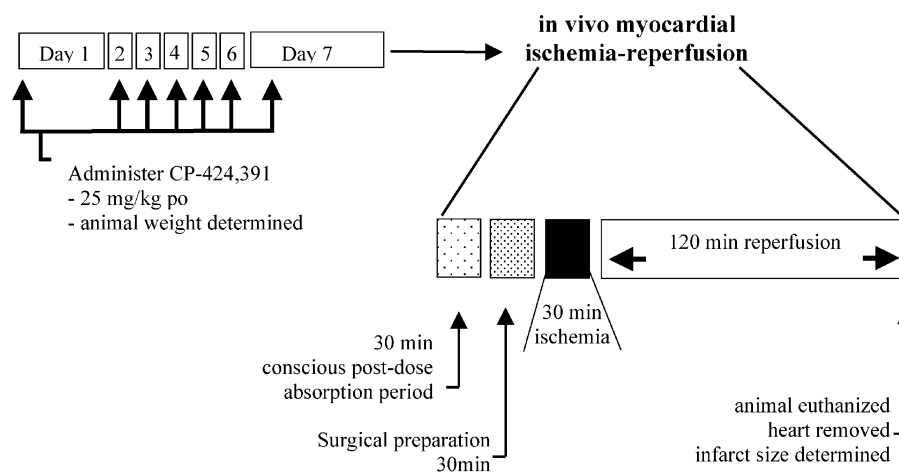 in vivo myocardial
ischemia-reperfusion
Day 1 2 3 4 5 6 Day 7
Administer CP-424,391
- 25 mg/kg po
- animal weight determined
120 min reperfusion
30 min
ischemia
30 min
conscious post-dose
absorption period
Surgical preparation
30min
animal euthanized
heart removed
infarct size determined